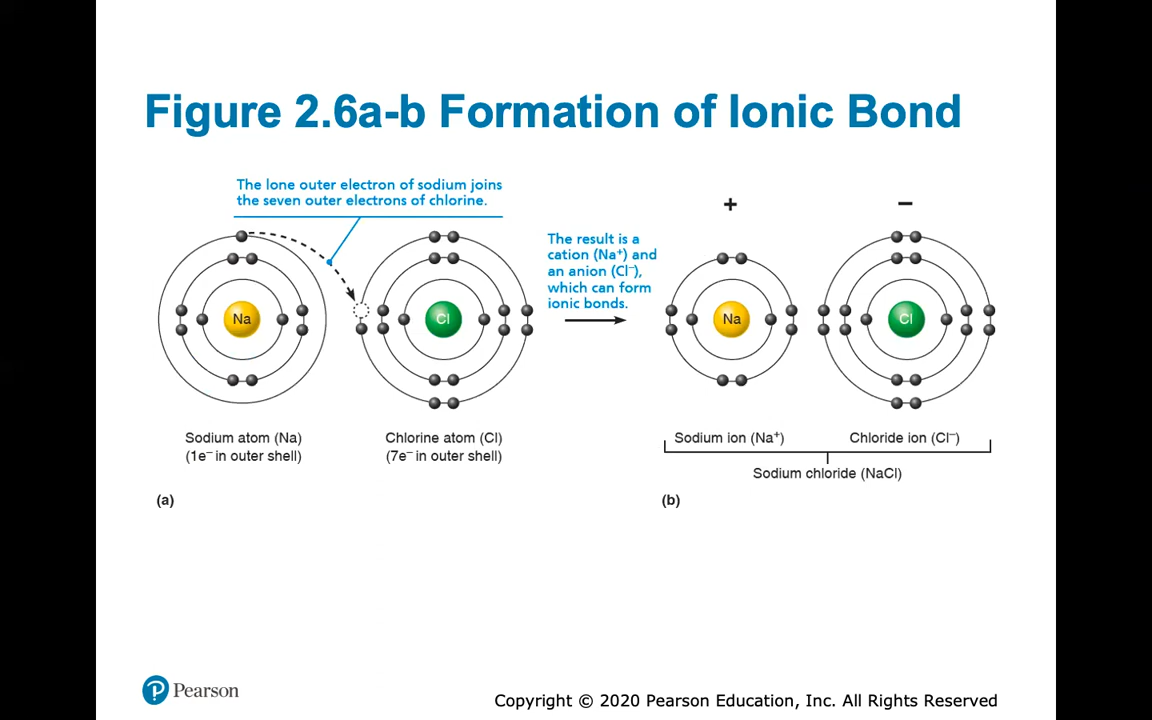 Figure 2.6a-b Formation of Ionic Bond
The lone outer electron of sodium joins
the seven outer electrons of chlorine.
The result is a
cation (Na⁺) and
an anion (Cl⁻),
which can form
ionic bonds.
+
−
Na
Cl
Na
Cl
Sodium atom (Na)
(1e⁻ in outer shell)
Chlorine atom (Cl)
(7e⁻ in outer shell)
Sodium ion (Na⁺)
Chloride ion (Cl⁻)
Sodium chloride (NaCl)
(a)
(b)
P Pearson
Copyright © 2020 Pearson Education, Inc. All Rights Reserved